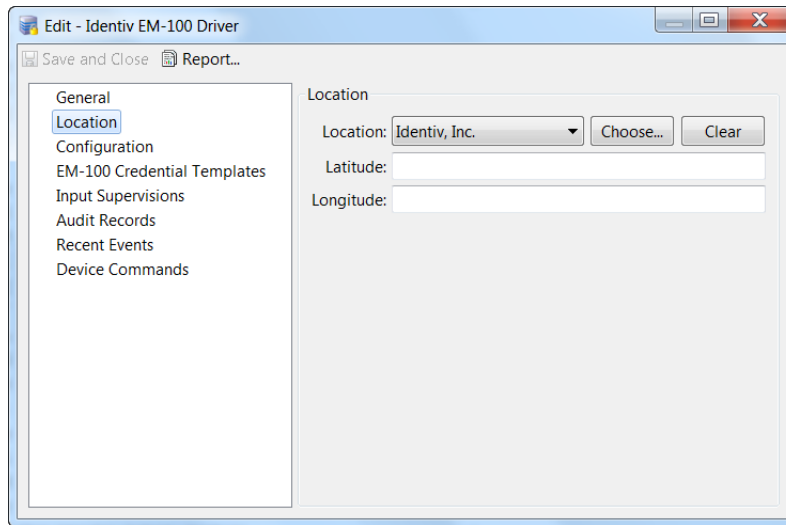 Edit - Identiv EM-100 Driver
Save and Close Report...
General
Location
Configuration
EM-100 Credential Templates
Input Supervisions
Audit Records
Recent Events
Device Commands
Location
Location: Identiv, Inc. Choose... Clear
Latitude:
Longitude: